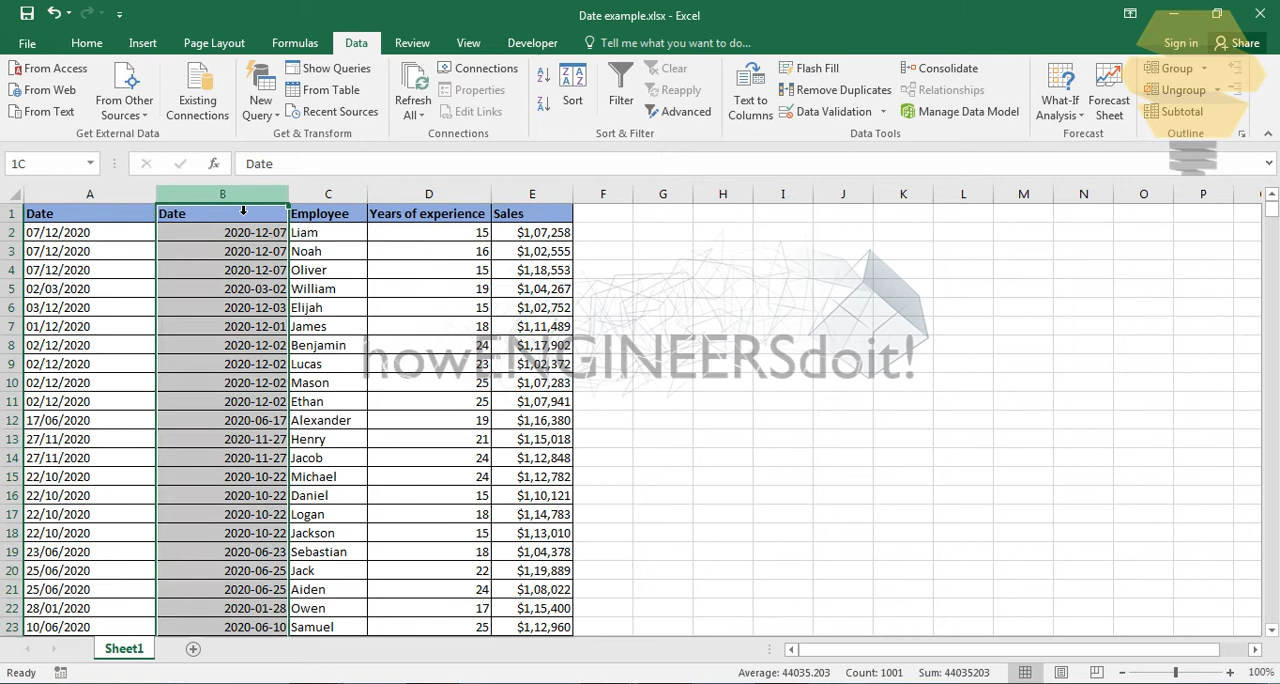 Date example.xlsx - Excel
File Home Insert Page Layout Formulas Data Review View Developer Tell me what you want to do... Sign in Share
From Access
From Web
From Text
From Other Sources
Existing Connections
Get External Data
New Query
Show Queries
From Table
Recent Sources
Get & Transform
Refresh All
Connections
Properties
Edit Links
Connections
Sort
Filter
Clear
Reapply
Advanced
Sort & Filter
Text to Columns
Flash Fill
Remove Duplicates
Data Validation
Consolidate
Relationships
Manage Data Model
Data Tools
What-If Analysis
Forecast Sheet
Forecast
Group
Ungroup
Subtotal
Outline
1C fx Date
A B C D E F G H I J K L M N O P
1 Date Date Employee Years of experience Sales
2 07/12/2020 2020-12-07 Liam 15 $1,07,258
3 07/12/2020 2020-12-07 Noah 16 $1,02,555
4 07/12/2020 2020-12-07 Oliver 15 $1,18,553
5 02/03/2020 2020-03-02 William 19 $1,04,267
6 03/12/2020 2020-12-03 Elijah 15 $1,02,752
7 01/12/2020 2020-12-01 James 18 $1,11,489
8 02/12/2020 2020-12-02 Benjamin 24 $1,17,902
9 02/12/2020 2020-12-02 Lucas 23 $1,02,372
10 02/12/2020 2020-12-02 Mason 25 $1,07,283
11 02/12/2020 2020-12-02 Ethan 25 $1,07,941
12 17/06/2020 2020-06-17 Alexander 19 $1,16,380
13 27/11/2020 2020-11-27 Henry 21 $1,15,018
14 27/11/2020 2020-11-27 Jacob 24 $1,12,848
15 22/10/2020 2020-10-22 Michael 24 $1,12,782
16 22/10/2020 2020-10-22 Daniel 15 $1,10,121
17 22/10/2020 2020-10-22 Logan 18 $1,14,783
18 22/10/2020 2020-10-22 Jackson 15 $1,13,010
19 23/06/2020 2020-06-23 Sebastian 18 $1,04,378
20 25/06/2020 2020-06-25 Jack 22 $1,19,889
21 25/06/2020 2020-06-25 Aiden 24 $1,08,022
22 28/01/2020 2020-01-28 Owen 17 $1,15,400
23 10/06/2020 2020-06-10 Samuel 25 $1,12,960
howENGINEERSdoit!
Sheet1
Ready Average: 44035.203 Count: 1001 Sum: 44035203 100%